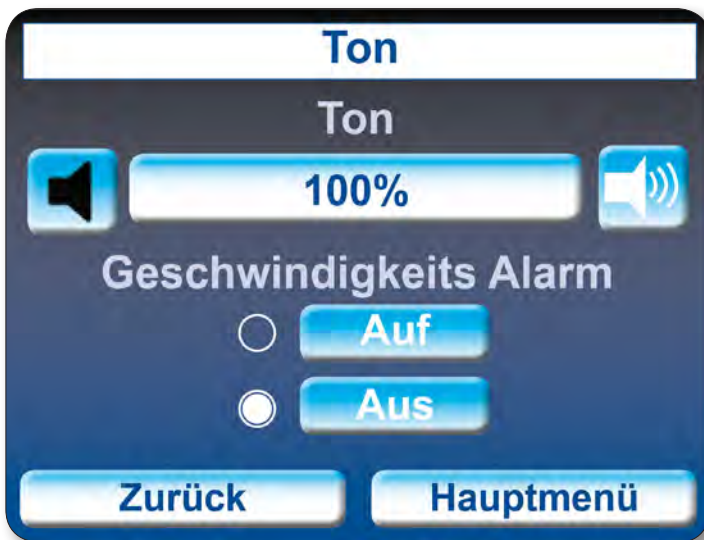 Ton
Ton
100%
Geschwindigkeits Alarm
Auf
Aus
Zurück Hauptmenü